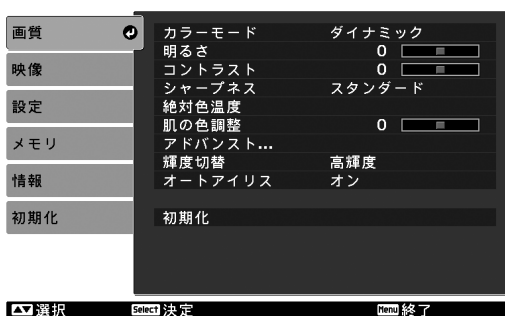 画質
映像
設定
メモリ
情報
初期化
カラーモード ダイナミック
明るさ 0
コントラスト 0
シャープネス スタンダード
絶対色温度
肌の色調整 0
アドバンスト...
輝度切替 高輝度
オートアイリス オン
初期化
選択 Select 決定 Menu 終了